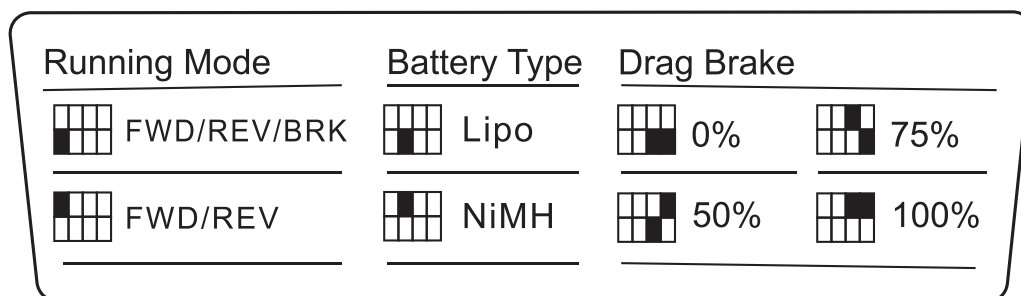 Running Mode Battery Type Drag Brake
FWD/REV/BRK Lipo 0% 75%
FWD/REV NiMH 50% 100%